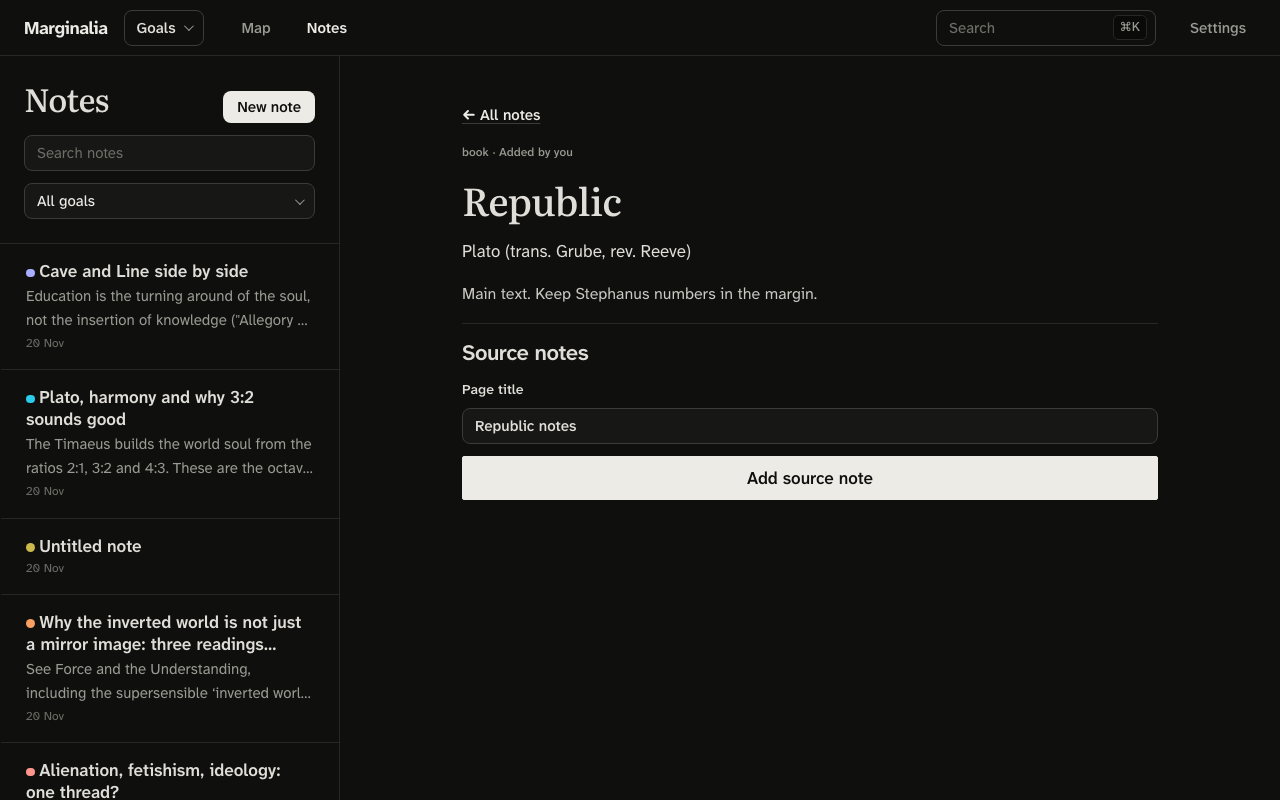 Marginalia
Goals
Map
Notes
Search
⌘K
Settings
Notes
New note
Search notes
All goals
Cave and Line side by side
Education is the turning around of the soul,
not the insertion of knowledge ("Allegory ...
20 Nov
Plato, harmony and why 3:2
sounds good
The Timaeus builds the world soul from the
ratios 2:1, 3:2 and 4:3. These are the octav...
20 Nov
Untitled note
20 Nov
Why the inverted world is not just
a mirror image: three readings...
See Force and the Understanding,
including the supersensible ‘inverted worl...
20 Nov
Alienation, fetishism, ideology:
one thread?
← All notes
book · Added by you
Republic
Plato (trans. Grube, rev. Reeve)
Main text. Keep Stephanus numbers in the margin.
Source notes
Page title
Republic notes
Add source note